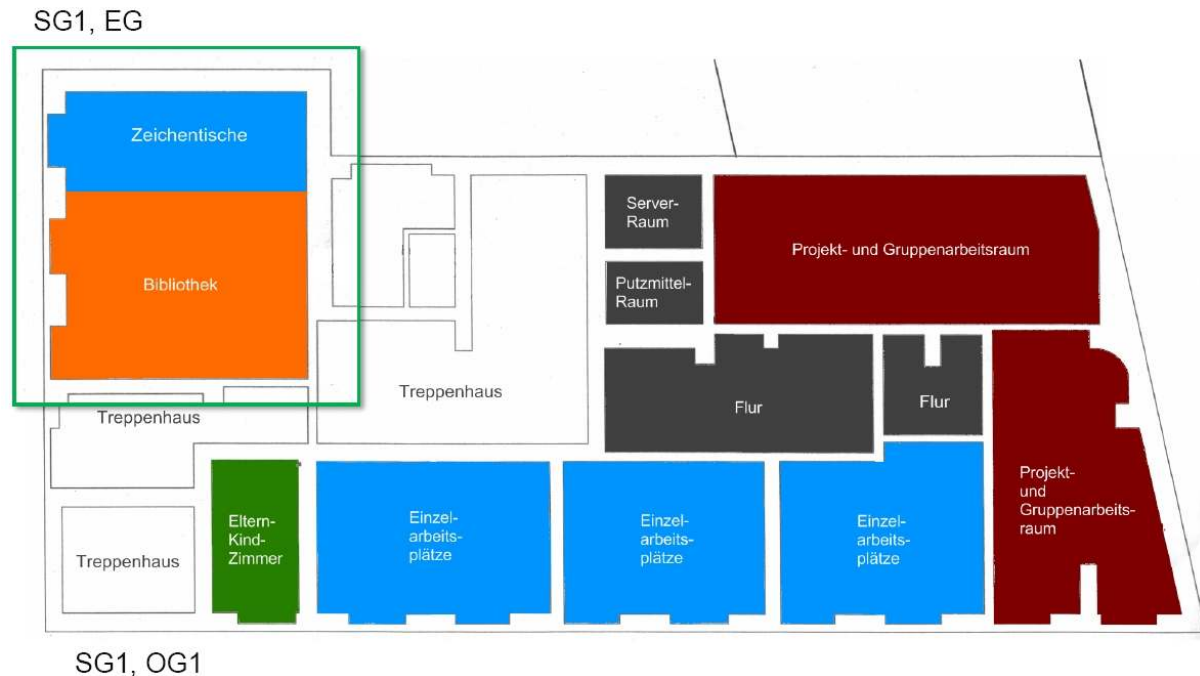 SG1, EG
Zeichentische
Server-
Raum
Projekt- und Gruppenarbeitsraum
Putzmittel-
Raum
Bibliothek
Treppenhaus
Treppenhaus
Flur
Flur
Projekt-
und
Gruppenarbeits-
raum
Eltern-
Kind-
Zimmer
Einzel-
arbeits-
plätze
Einzel-
arbeits-
plätze
Einzel-
arbeits-
plätze
Treppenhaus
SG1, OG1